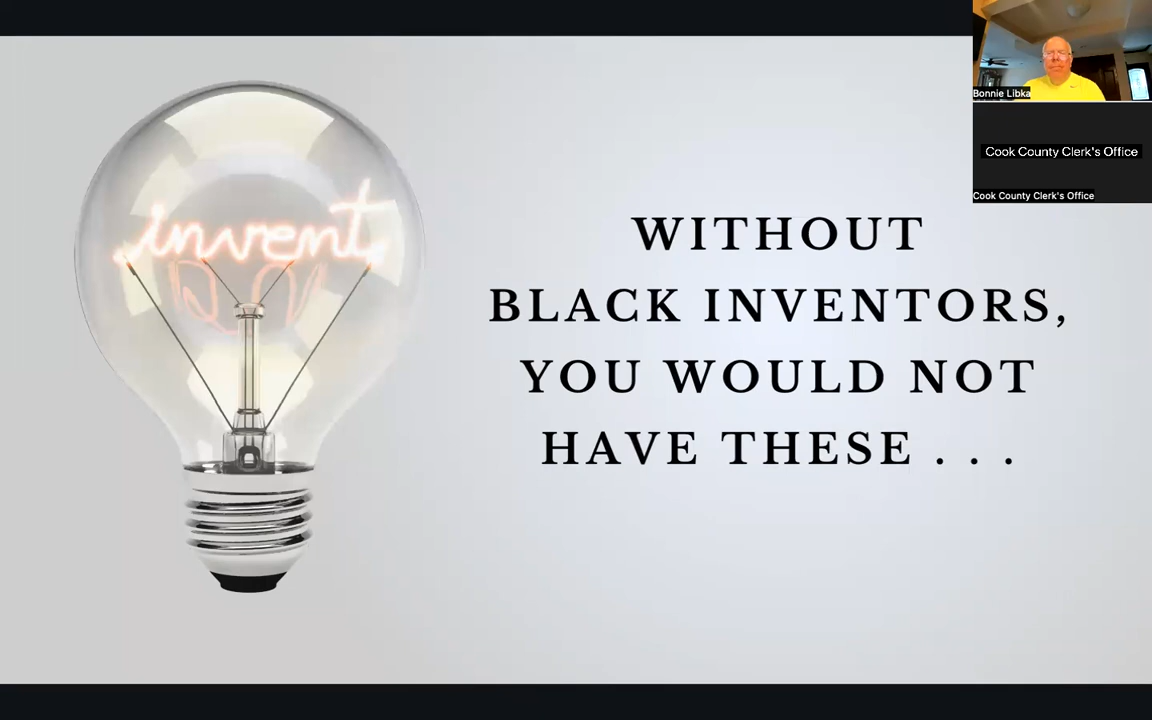 invent
WITHOUT
BLACK INVENTORS,
YOU WOULD NOT
HAVE THESE . . .
Bonnie Libka
Cook County Clerk's Office
Cook County Clerk's Office